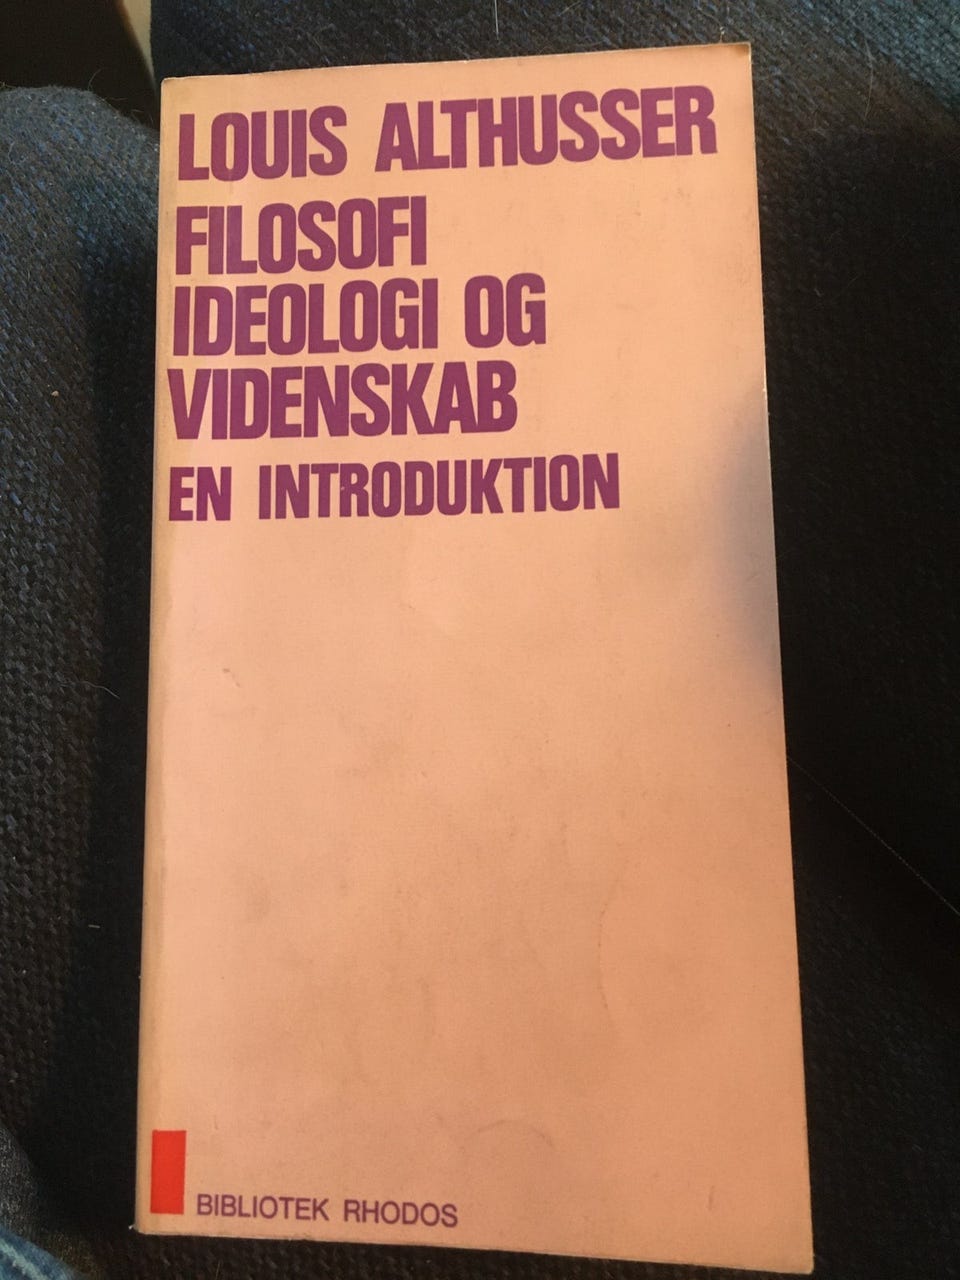 LOUIS ALTHUSSER
FILOSOFI
IDEOLOGI OG
VIDENSKAB
EN INTRODUKTION
BIBLIOTEK RHODOS